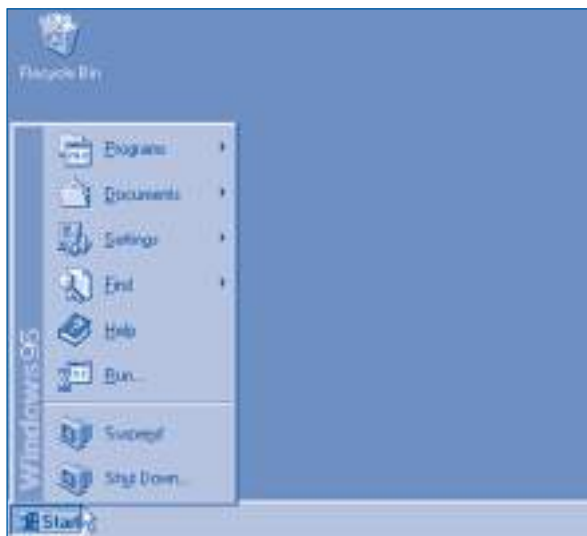 Recycle Bin
Programs
Documents
Settings
Find
Help
Run...
Suspend
Shut Down...
Windows95
Start